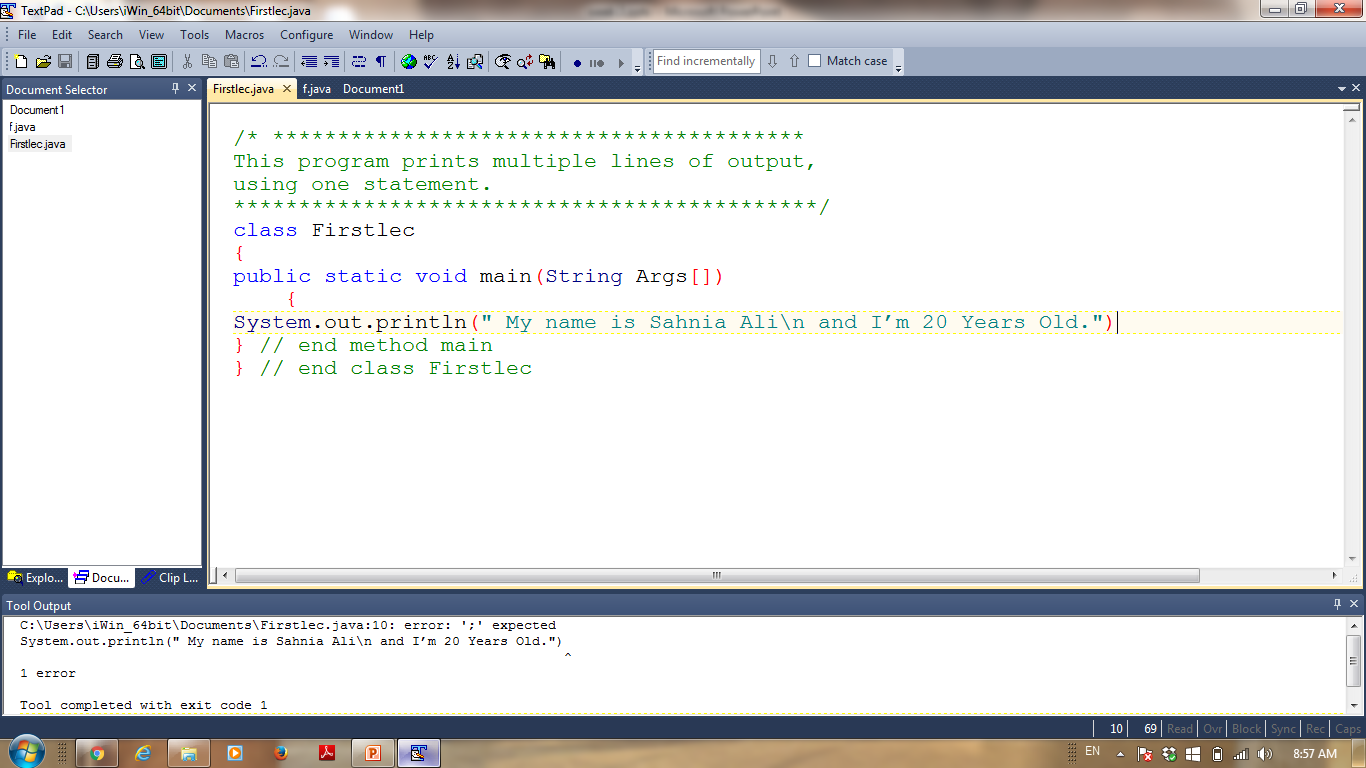 TextPad - C:\Users\iWin_64bit\Documents\Firstlec.java
File Edit Search View Tools Macros Configure Window Help
Find incrementally Match case
Document Selector
Document1
f.java
Firstlec.java
Explo... Docu... Clip L...
Firstlec.java f.java Document1
/* *****************************************
This program prints multiple lines of output,
using one statement.
*********************************************/
class Firstlec
{
public static void main(String Args[])
{
System.out.println(" My name is Sahnia Ali\n and I’m 20 Years Old.")
} // end method main
} // end class Firstlec
Tool Output
C:\Users\iWin_64bit\Documents\Firstlec.java:10: error: ';' expected
System.out.println(" My name is Sahnia Ali\n and I’m 20 Years Old.")
^
1 error
Tool completed with exit code 1
10 69 Read Ovr Block Sync Rec Caps
EN 8:57 AM